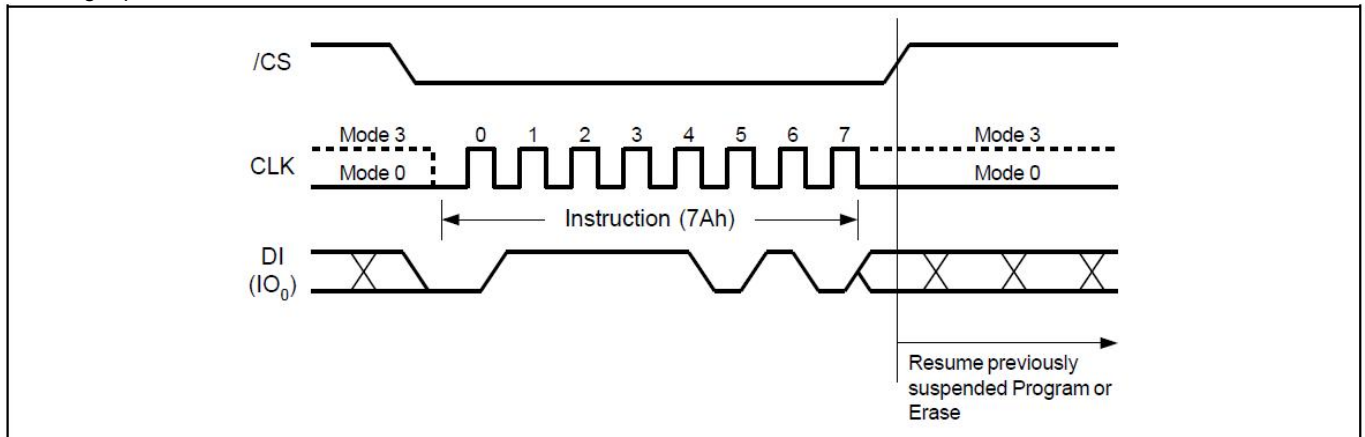 /CS
Mode 3 0 1 2 3 4 5 6 7 Mode 3
CLK
Mode 0 Mode 0
Instruction (7Ah)
DI
(IO0)
Resume previously
suspended Program or
Erase